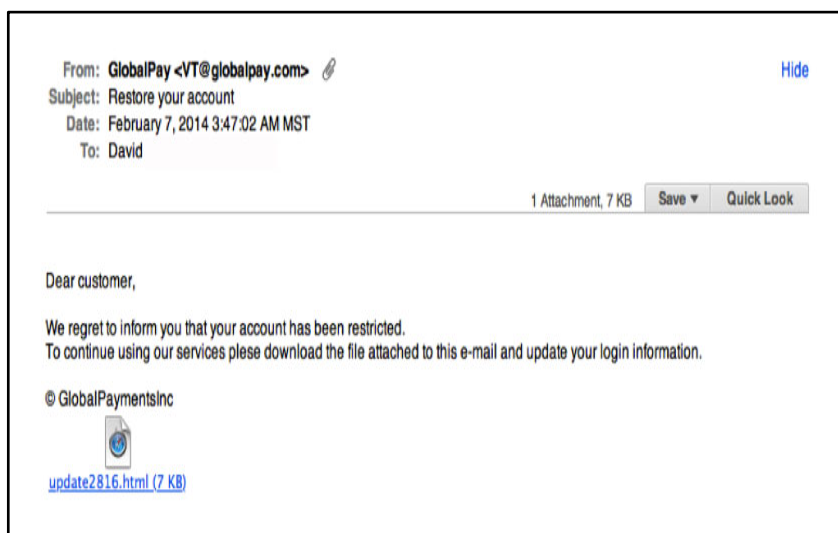 From: GlobalPay <VT@globalpay.com>
Hide
Subject: Restore your account
Date: February 7, 2014 3:47:02 AM MST
To: David
1 Attachment, 7 KB Save ▾ Quick Look
Dear customer,
We regret to inform you that your account has been restricted.
To continue using our services plese download the file attached to this e-mail and update your login information.
© GlobalPaymentsInc
update2816.html (7 KB)